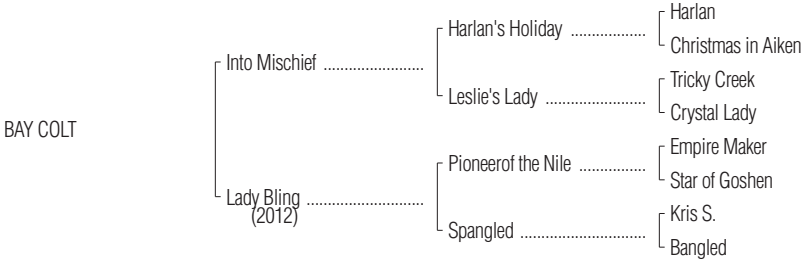 Harlan
Harlan's Holiday ...................
Christmas in Aiken
Into Mischief .........................
Tricky Creek
Leslie's Lady .........................
Crystal Lady
BAY COLT
Empire Maker
Pioneerof the Nile .................
Star of Goshen
Lady Bling .............................
(2012)
Kris S.
Spangled ...............................
Bangled